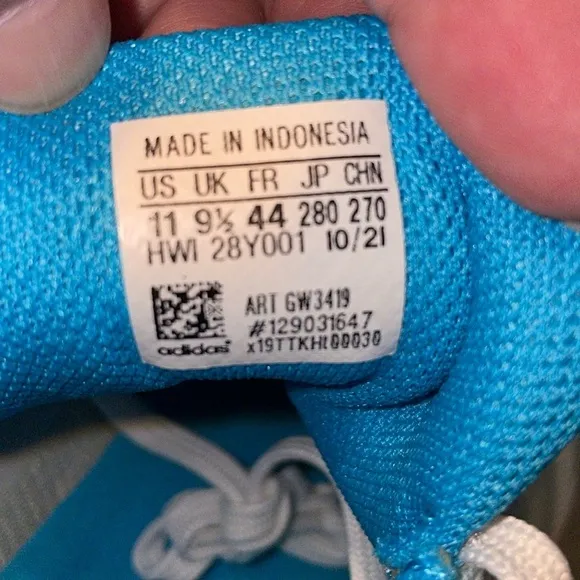 MADE IN INDONESIA
US UK FR JP CHN
11 9½ 44 280 270
HWI 28Y001 10/21
ART GW3419
#129031647
adidas